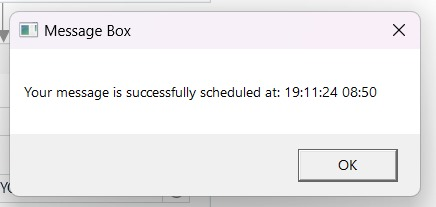 Message Box
Your message is successfully scheduled at: 19:11:24 08:50
OK